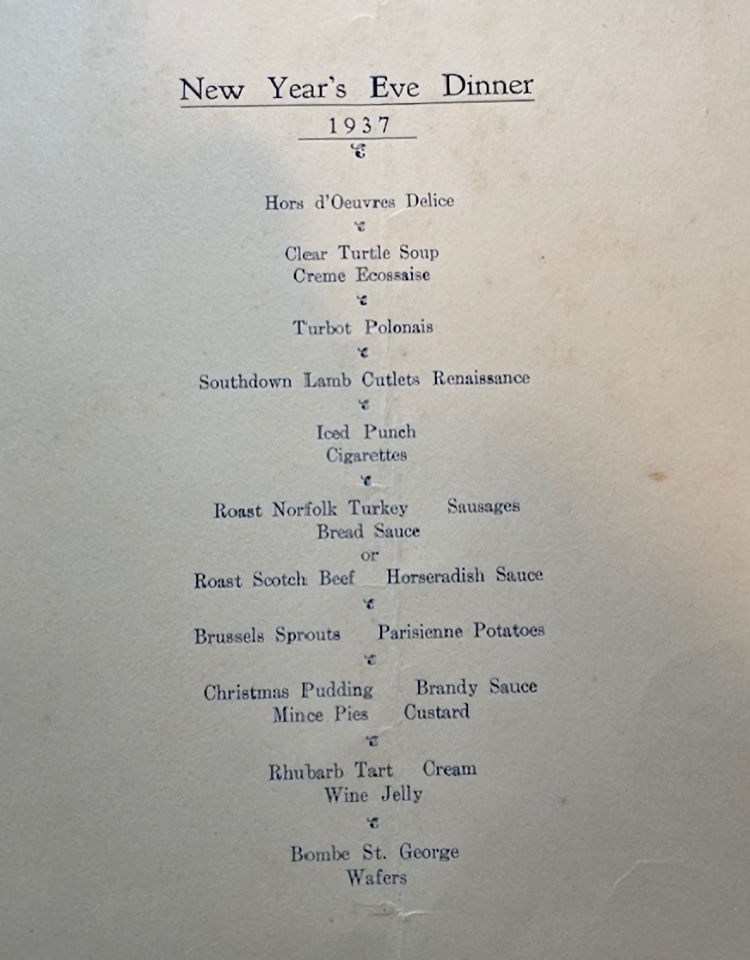 New Year's Eve Dinner
1937
Hors d'Oeuvres Delice
Clear Turtle Soup
Creme Ecossaise
Turbot Polonais
Southdown Lamb Cutlets Renaissance
Iced Punch
Cigarettes
Roast Norfolk Turkey Sausages
Bread Sauce
or
Roast Scotch Beef Horseradish Sauce
Brussels Sprouts Parisienne Potatoes
Christmas Pudding Brandy Sauce
Mince Pies Custard
Rhubarb Tart Cream
Wine Jelly
Bombe St. George
Wafers